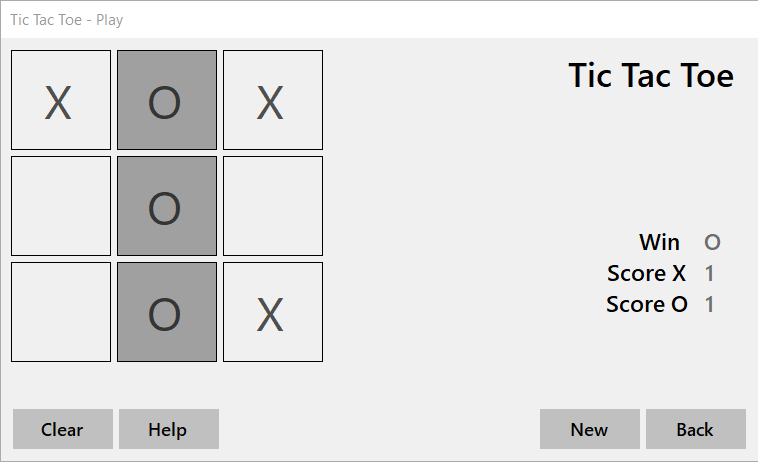 Tic Tac Toe - Play
Tic Tac Toe
X O X
O
O X
Win O
Score X 1
Score O 1
Clear Help New Back